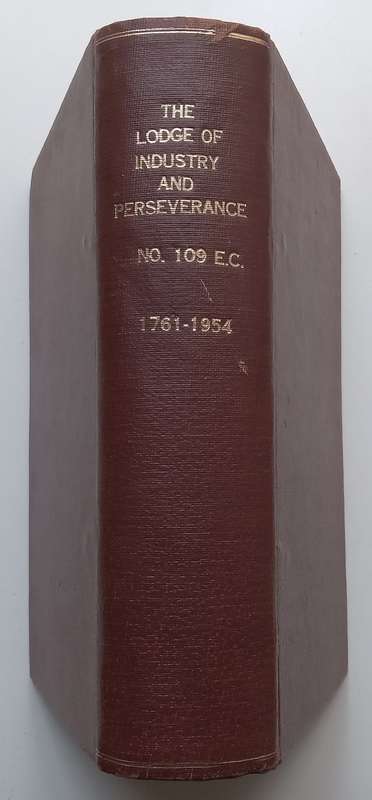 THE
LODGE OF
INDUSTRY
AND
PERSEVERANCE
NO. 109 E.C.
1761-1954